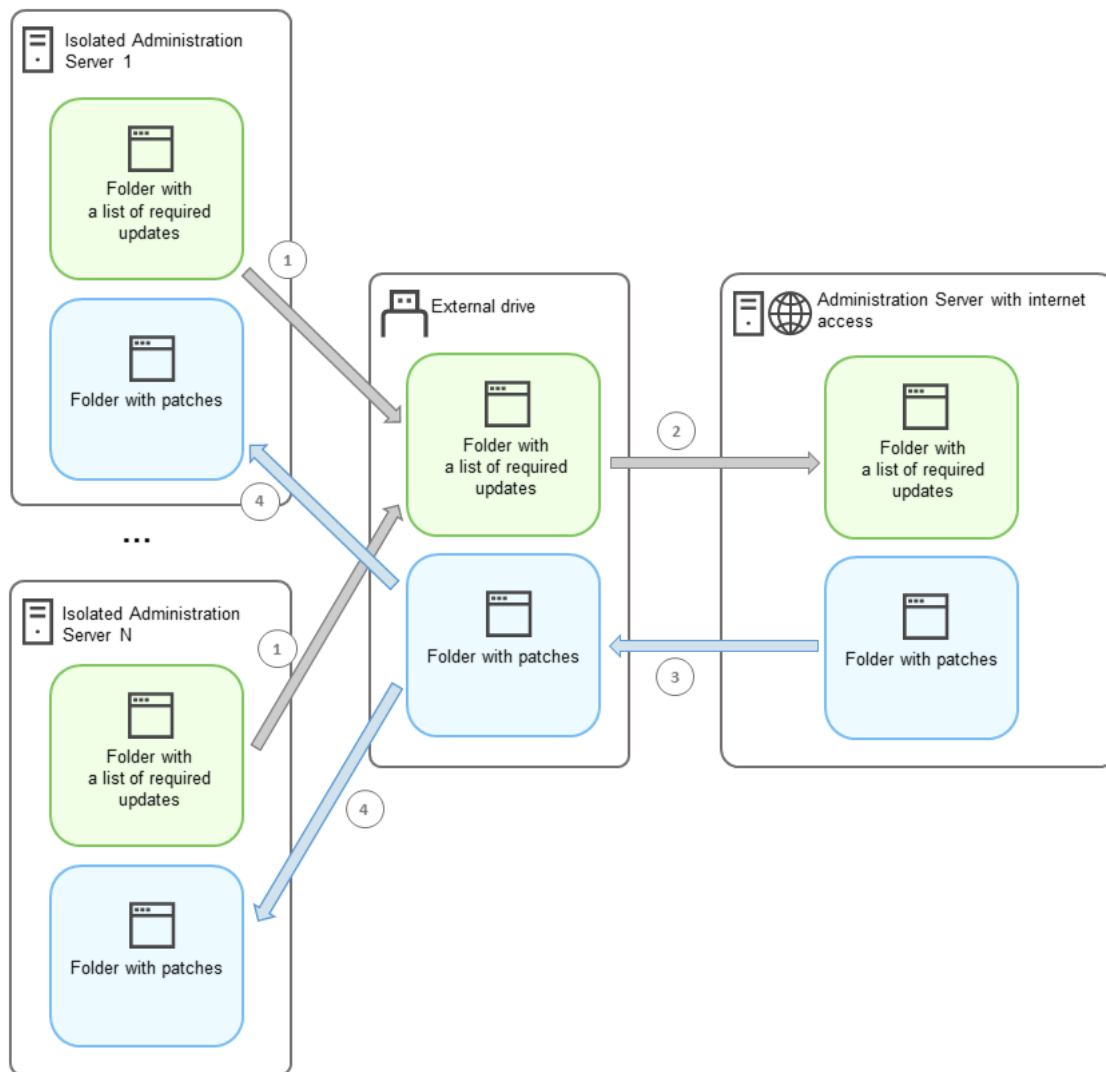 Isolated Administration
Server 1
Folder with
a list of required
updates
1
Folder with patches
4
...
Isolated Administration
Server N
Folder with
a list of required
updates
1
Folder with patches
4
External drive
Folder with
a list of required
updates
2
Folder with patches
3
Administration Server with internet
access
Folder with
a list of required
updates
Folder with patches